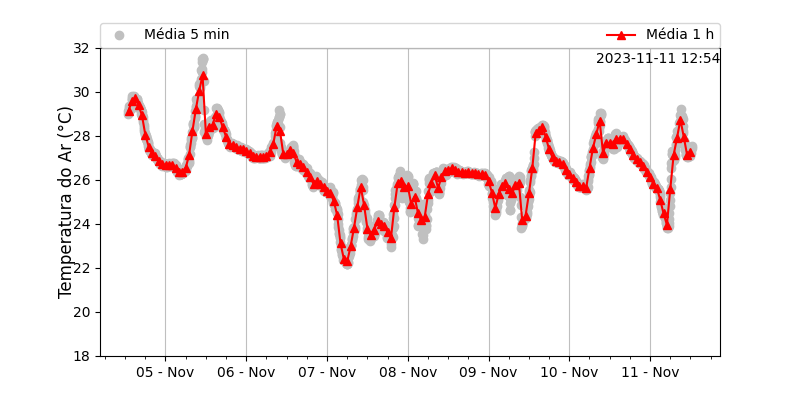 Média 5 min
Média 1 h
2023-11-11 12:54
Temperatura do Ar (°C)
32
30
28
26
24
22
20
18
05 - Nov
06 - Nov
07 - Nov
08 - Nov
09 - Nov
10 - Nov
11 - Nov